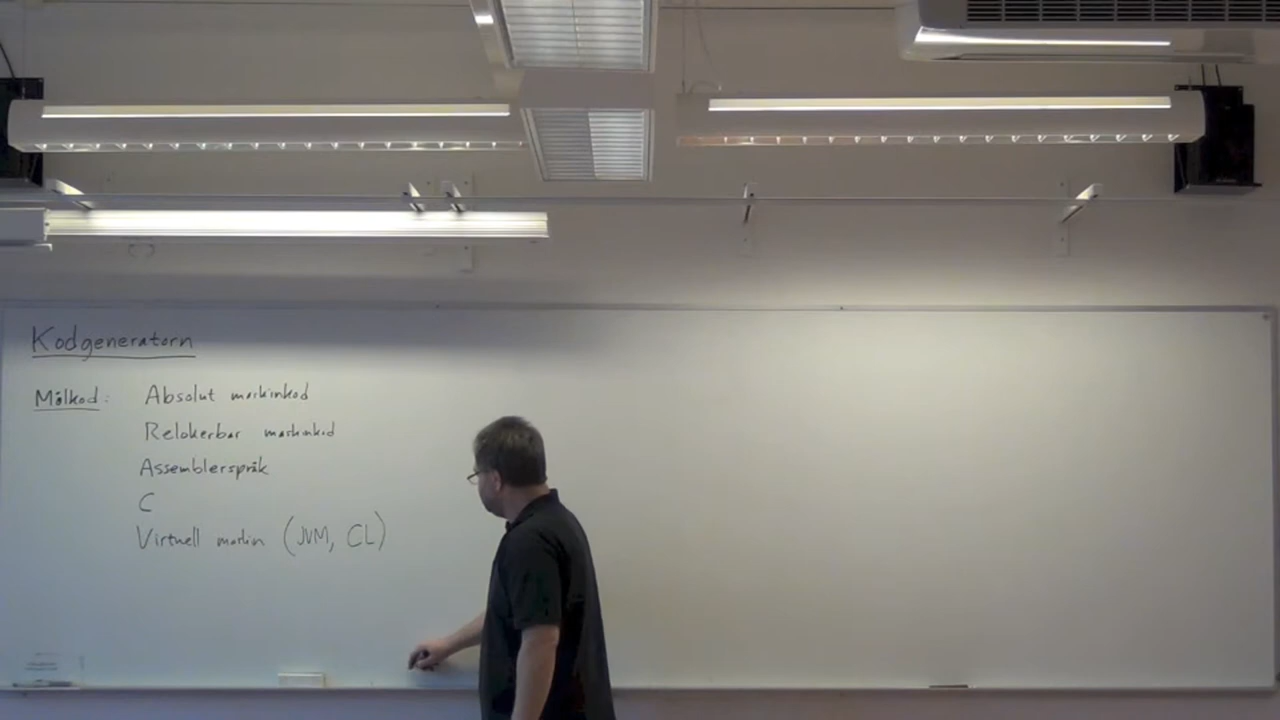 Kodgeneratorn
Målkod: Absolut maskinkod
Relokerbar maskinkod
Assemblerspråk
C
Virtuell maskin (JVM, CL)